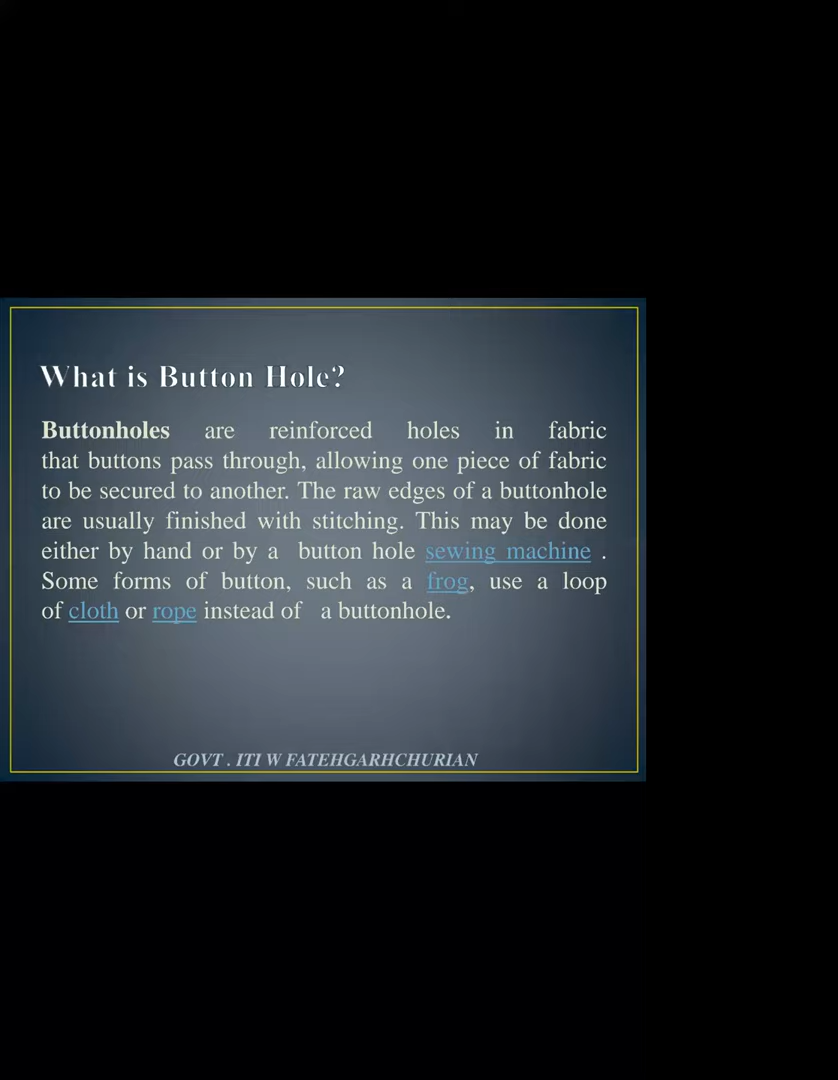 What is Button Hole?
Buttonholes are reinforced holes in fabric
that buttons pass through, allowing one piece of fabric
to be secured to another. The raw edges of a buttonhole
are usually finished with stitching. This may be done
either by hand or by a button hole sewing machine .
Some forms of button, such as a frog, use a loop
of cloth or rope instead of a buttonhole.
GOVT . ITI W FATEHGARHCHURIAN